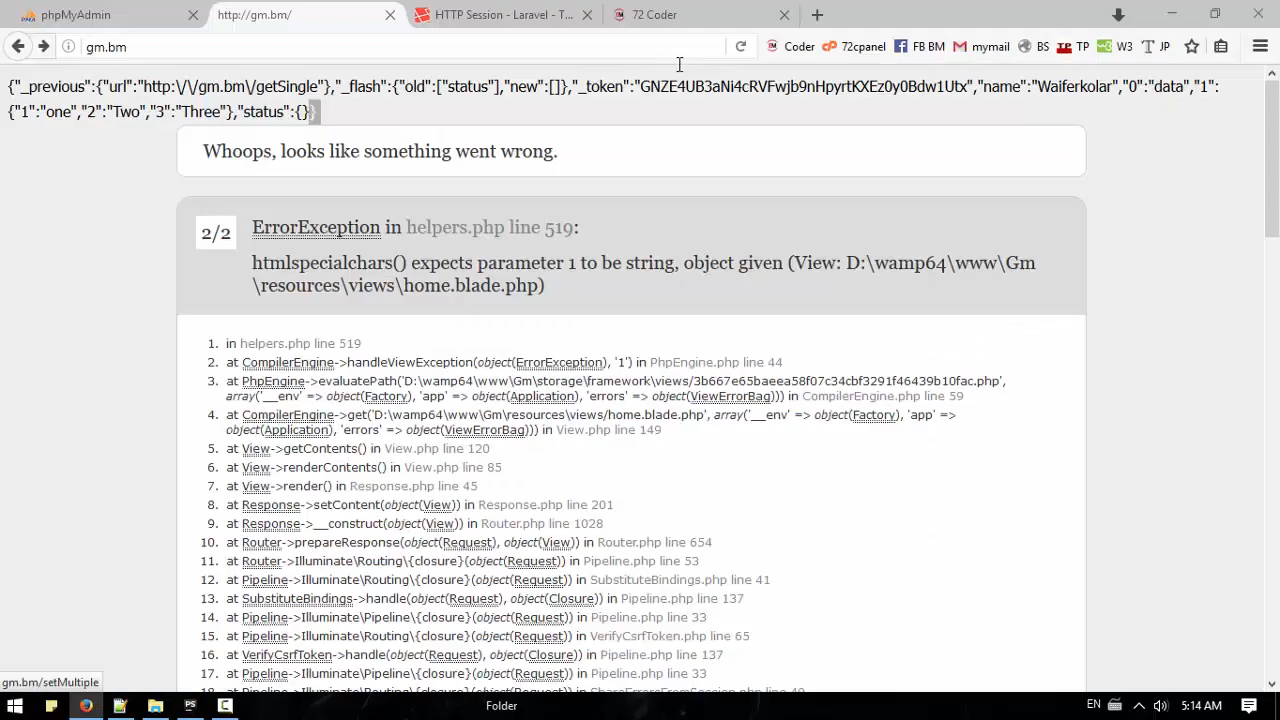 phpMyAdmin
http://gm.bm/
HTTP Session - Laravel - T...
72 Coder
gm.bm
Coder
72cpanel
FB BM
mymail
BS
TP
W3
JP
{"_previous":{"url":"http:\/\/gm.bm\/getSingle"},"_flash":{"old":["status"],"new":[]},"_token":"GNZE4UB3aNi4cRVFwjb9nHpyrtKXEz0y0Bdw1Utx","name":"Waiferkolar","0":"data","1":
{"1":"one","2":"Two","3":"Three"},"status":{}}
Whoops, looks like something went wrong.
2/2
ErrorException in helpers.php line 519:
htmlspecialchars() expects parameter 1 to be string, object given (View: D:\wamp64\www\Gm
\resources\views\home.blade.php)
1. in helpers.php line 519
2. at CompilerEngine->handleViewException(object(ErrorException), '1') in PhpEngine.php line 44
3. at PhpEngine->evaluatePath('D:\wamp64\www\Gm\storage\framework\views/3b667e65baeea58f07c34cbf3291f46439b10fac.php',
array('__env' => object(Factory), 'app' => object(Application), 'errors' => object(ViewErrorBag))) in CompilerEngine.php line 59
4. at CompilerEngine->get('D:\wamp64\www\Gm\resources\views/home.blade.php', array('__env' => object(Factory), 'app' =>
object(Application), 'errors' => object(ViewErrorBag))) in View.php line 149
5. at View->getContents() in View.php line 120
6. at View->renderContents() in View.php line 85
7. at View->render() in Response.php line 45
8. at Response->setContent(object(View)) in Response.php line 201
9. at Response->__construct(object(View)) in Router.php line 1028
10. at Router->prepareResponse(object(Request), object(View)) in Router.php line 654
11. at Router->Illuminate\Routing\{closure}(object(Request)) in Pipeline.php line 53
12. at Pipeline->Illuminate\Routing\{closure}(object(Request)) in SubstituteBindings.php line 41
13. at SubstituteBindings->handle(object(Request), object(Closure)) in Pipeline.php line 137
14. at Pipeline->Illuminate\Pipeline\{closure}(object(Request)) in Pipeline.php line 33
15. at Pipeline->Illuminate\Routing\{closure}(object(Request)) in VerifyCsrfToken.php line 65
16. at VerifyCsrfToken->handle(object(Request), object(Closure)) in Pipeline.php line 137
17. at Pipeline->Illuminate\Pipeline\{closure}(object(Request)) in Pipeline.php line 33
18. at Pipeline->Illuminate\Routing\{closure}(object(Request)) in ShareErrorsFromSession.php line 49
gm.bm/setMultiple
Folder
EN
5:14 AM